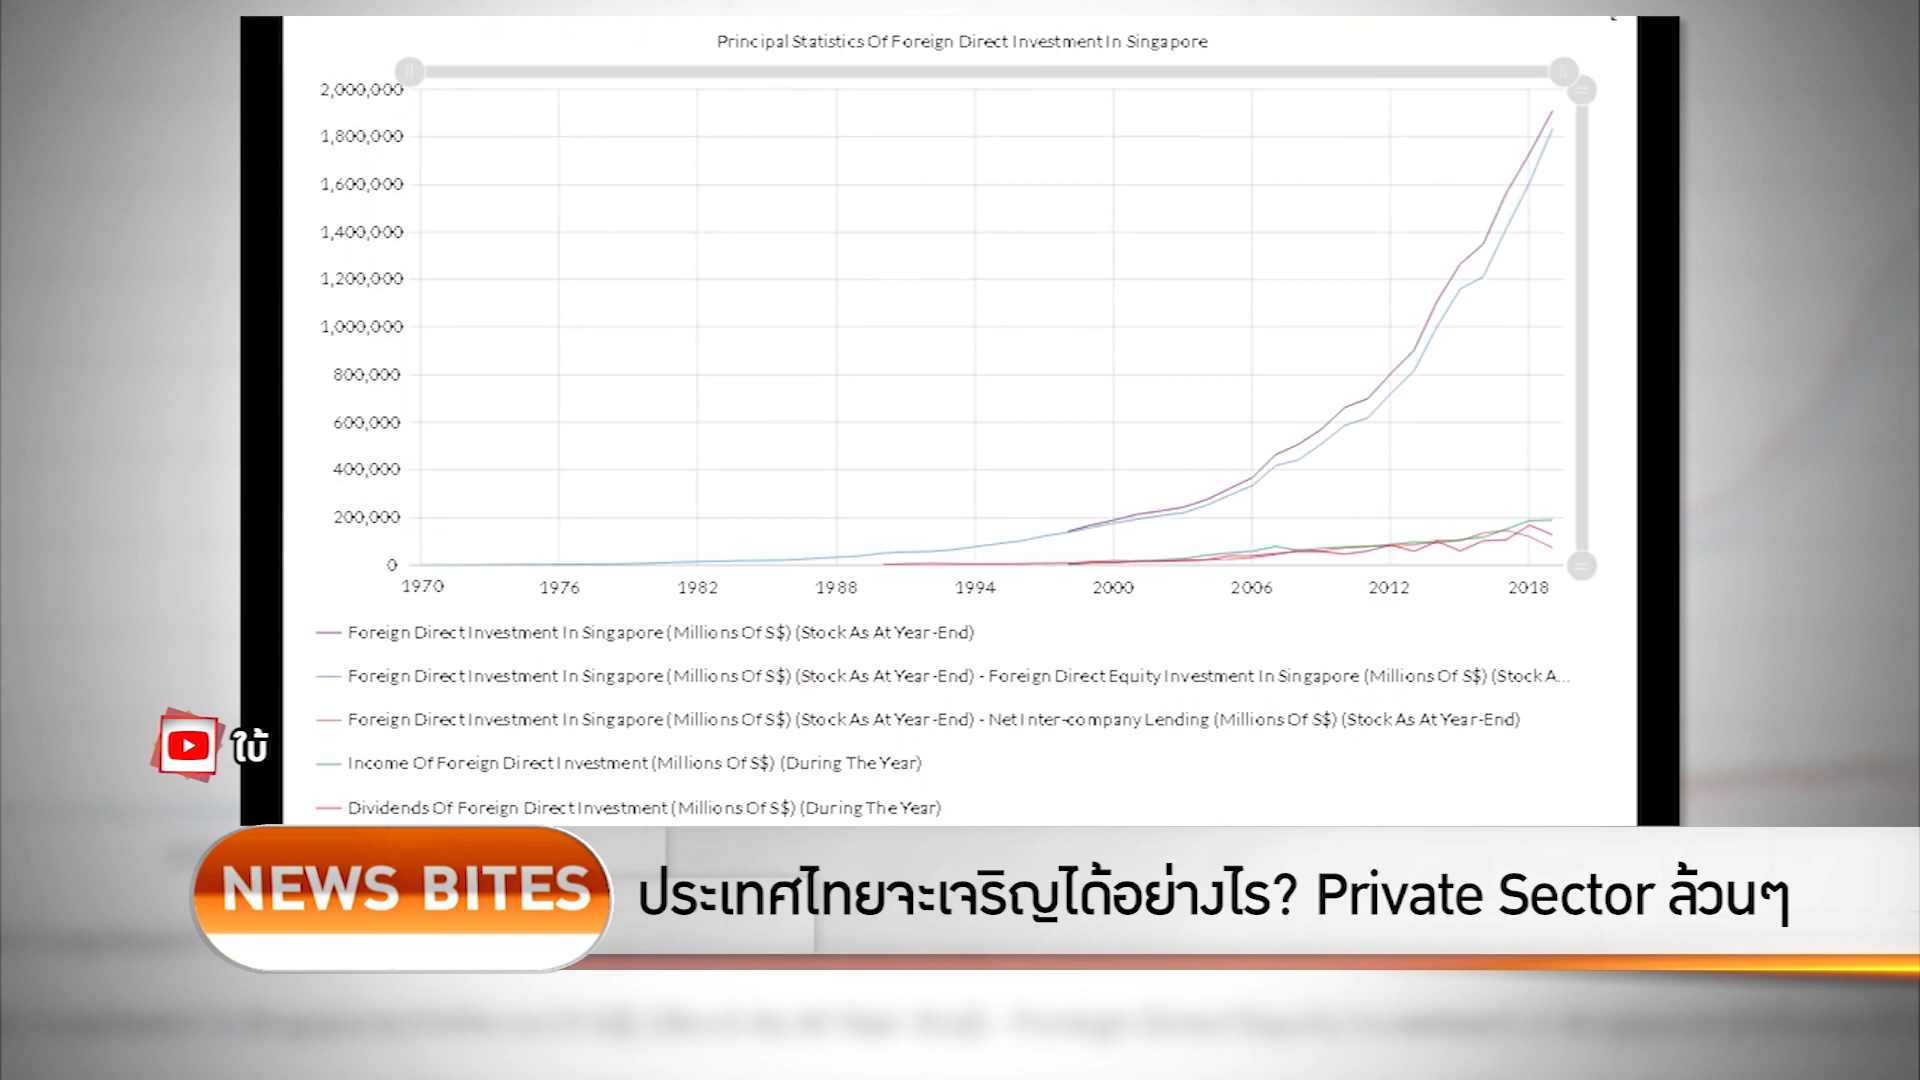 Principal Statistics Of Foreign Direct Investment In Singapore
2,000,000
1,800,000
1,600,000
1,400,000
1,200,000
1,000,000
800,000
600,000
400,000
200,000
0
1970 1976 1982 1988 1994 2000 2006 2012 2018
Foreign Direct Investment In Singapore (Millions Of S$) (Stock As At Year-End)
Foreign Direct Investment In Singapore (Millions Of S$) (Stock As At Year-End) - Foreign Direct Equity Investment In Singapore (Millions Of S$) (Stock A...
Foreign Direct Investment In Singapore (Millions Of S$) (Stock As At Year-End) - Net Inter-company Lending (Millions Of S$) (Stock As At Year-End)
Income Of Foreign Direct Investment (Millions Of S$) (During The Year)
Dividends Of Foreign Direct Investment (Millions Of S$) (During The Year)
ใบ้
NEWS BITES
ประเทศไทยจะเจริญได้อย่างไร? Private Sector ล้วนๆ